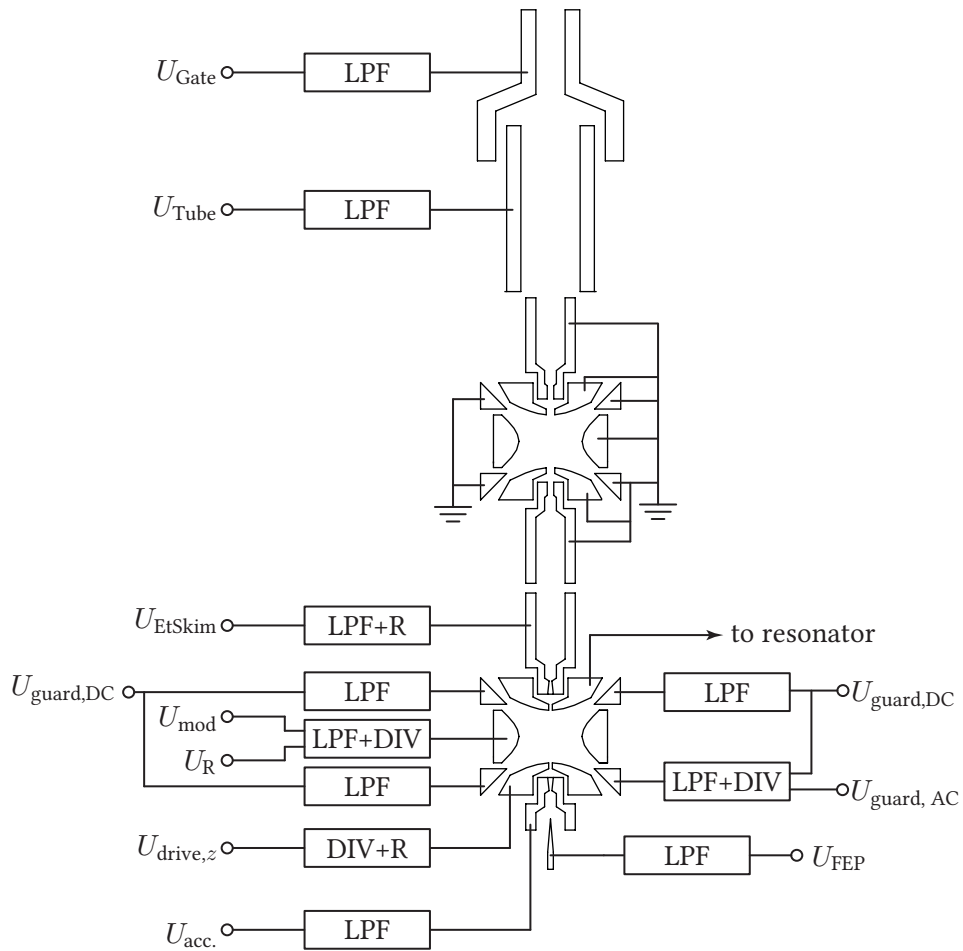 U_Gate LPF
U_Tube LPF
U_EtSkim LPF+R
to resonator
U_guard,DC LPF LPF U_guard,DC
U_mod
LPF+DIV
U_R
LPF LPF+DIV
U_guard, AC
U_drive,z DIV+R
LPF U_FEP
U_acc. LPF